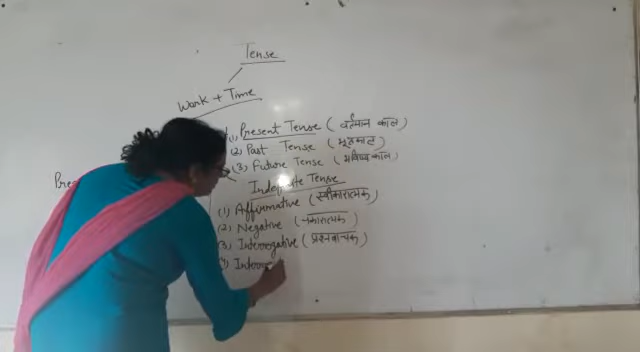 Tense
Work + Time
(1) Present Tense (वर्तमान काल)
(2) Past Tense (भूतकाल)
(3) Future Tense (भविष्य काल)
Pres
Indefinite Tense
(1) Affirmative (स्वीकारात्मक)
(2) Negative (नकारात्मक)
(3) Interrogative (प्रश्नवाचक)
(4) Interro